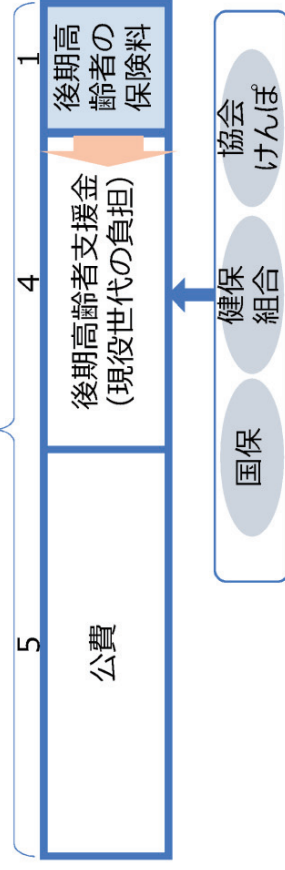 5
4
1
公費
後期高齢者支援金
(現役世代の負担)
後期高
齢者の
保険料
国保
健保
組合
協会
けんぽ